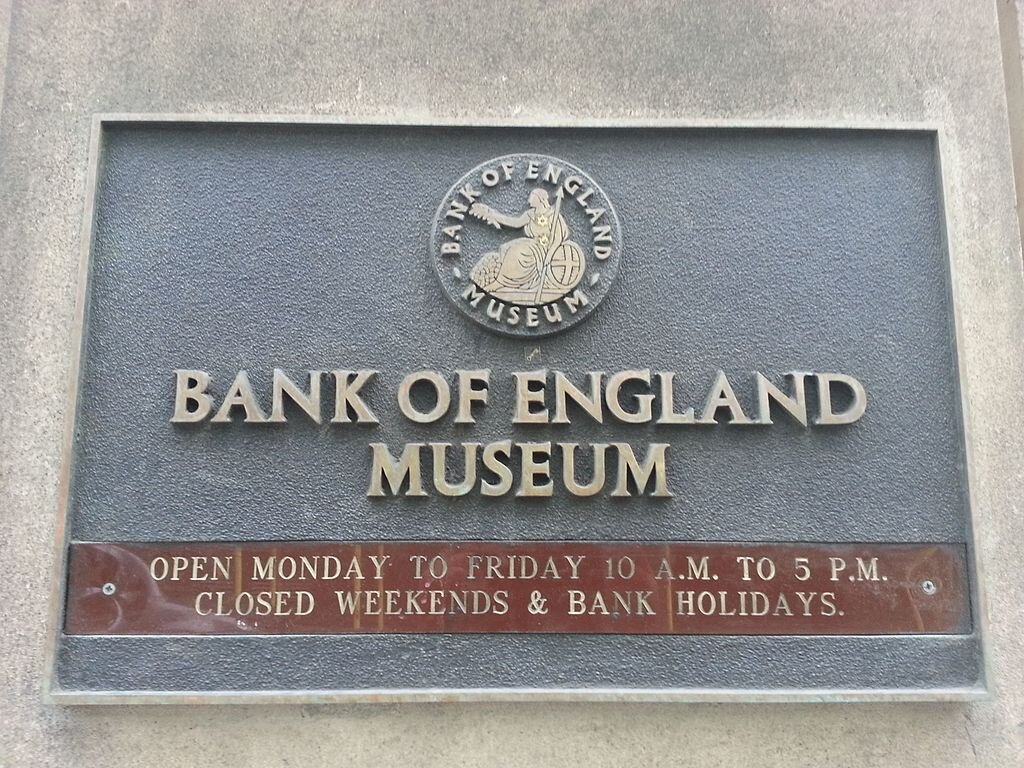 BANK OF ENGLAND
MUSEUM
BANK OF ENGLAND
MUSEUM
OPEN MONDAY TO FRIDAY 10 A.M. TO 5 P.M.
CLOSED WEEKENDS & BANK HOLIDAYS.